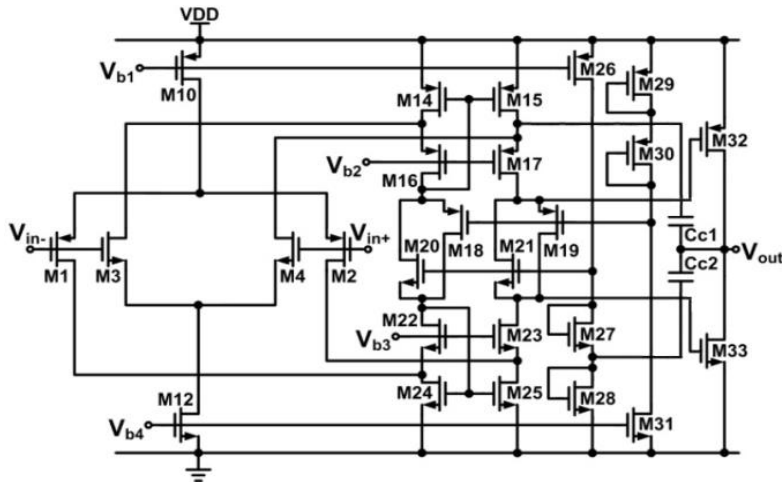 VDD
Vb1
M10
M26
M29
M14
M15
M32
M30
Vb2
M16
M17
Vin-
M1
M3
M4
Vin+
M2
M20
M18
M21
M19
Cc1
Cc2
Vout
M22
Vb3
M23
M27
M33
M24
M25
M28
M12
Vb4
M31